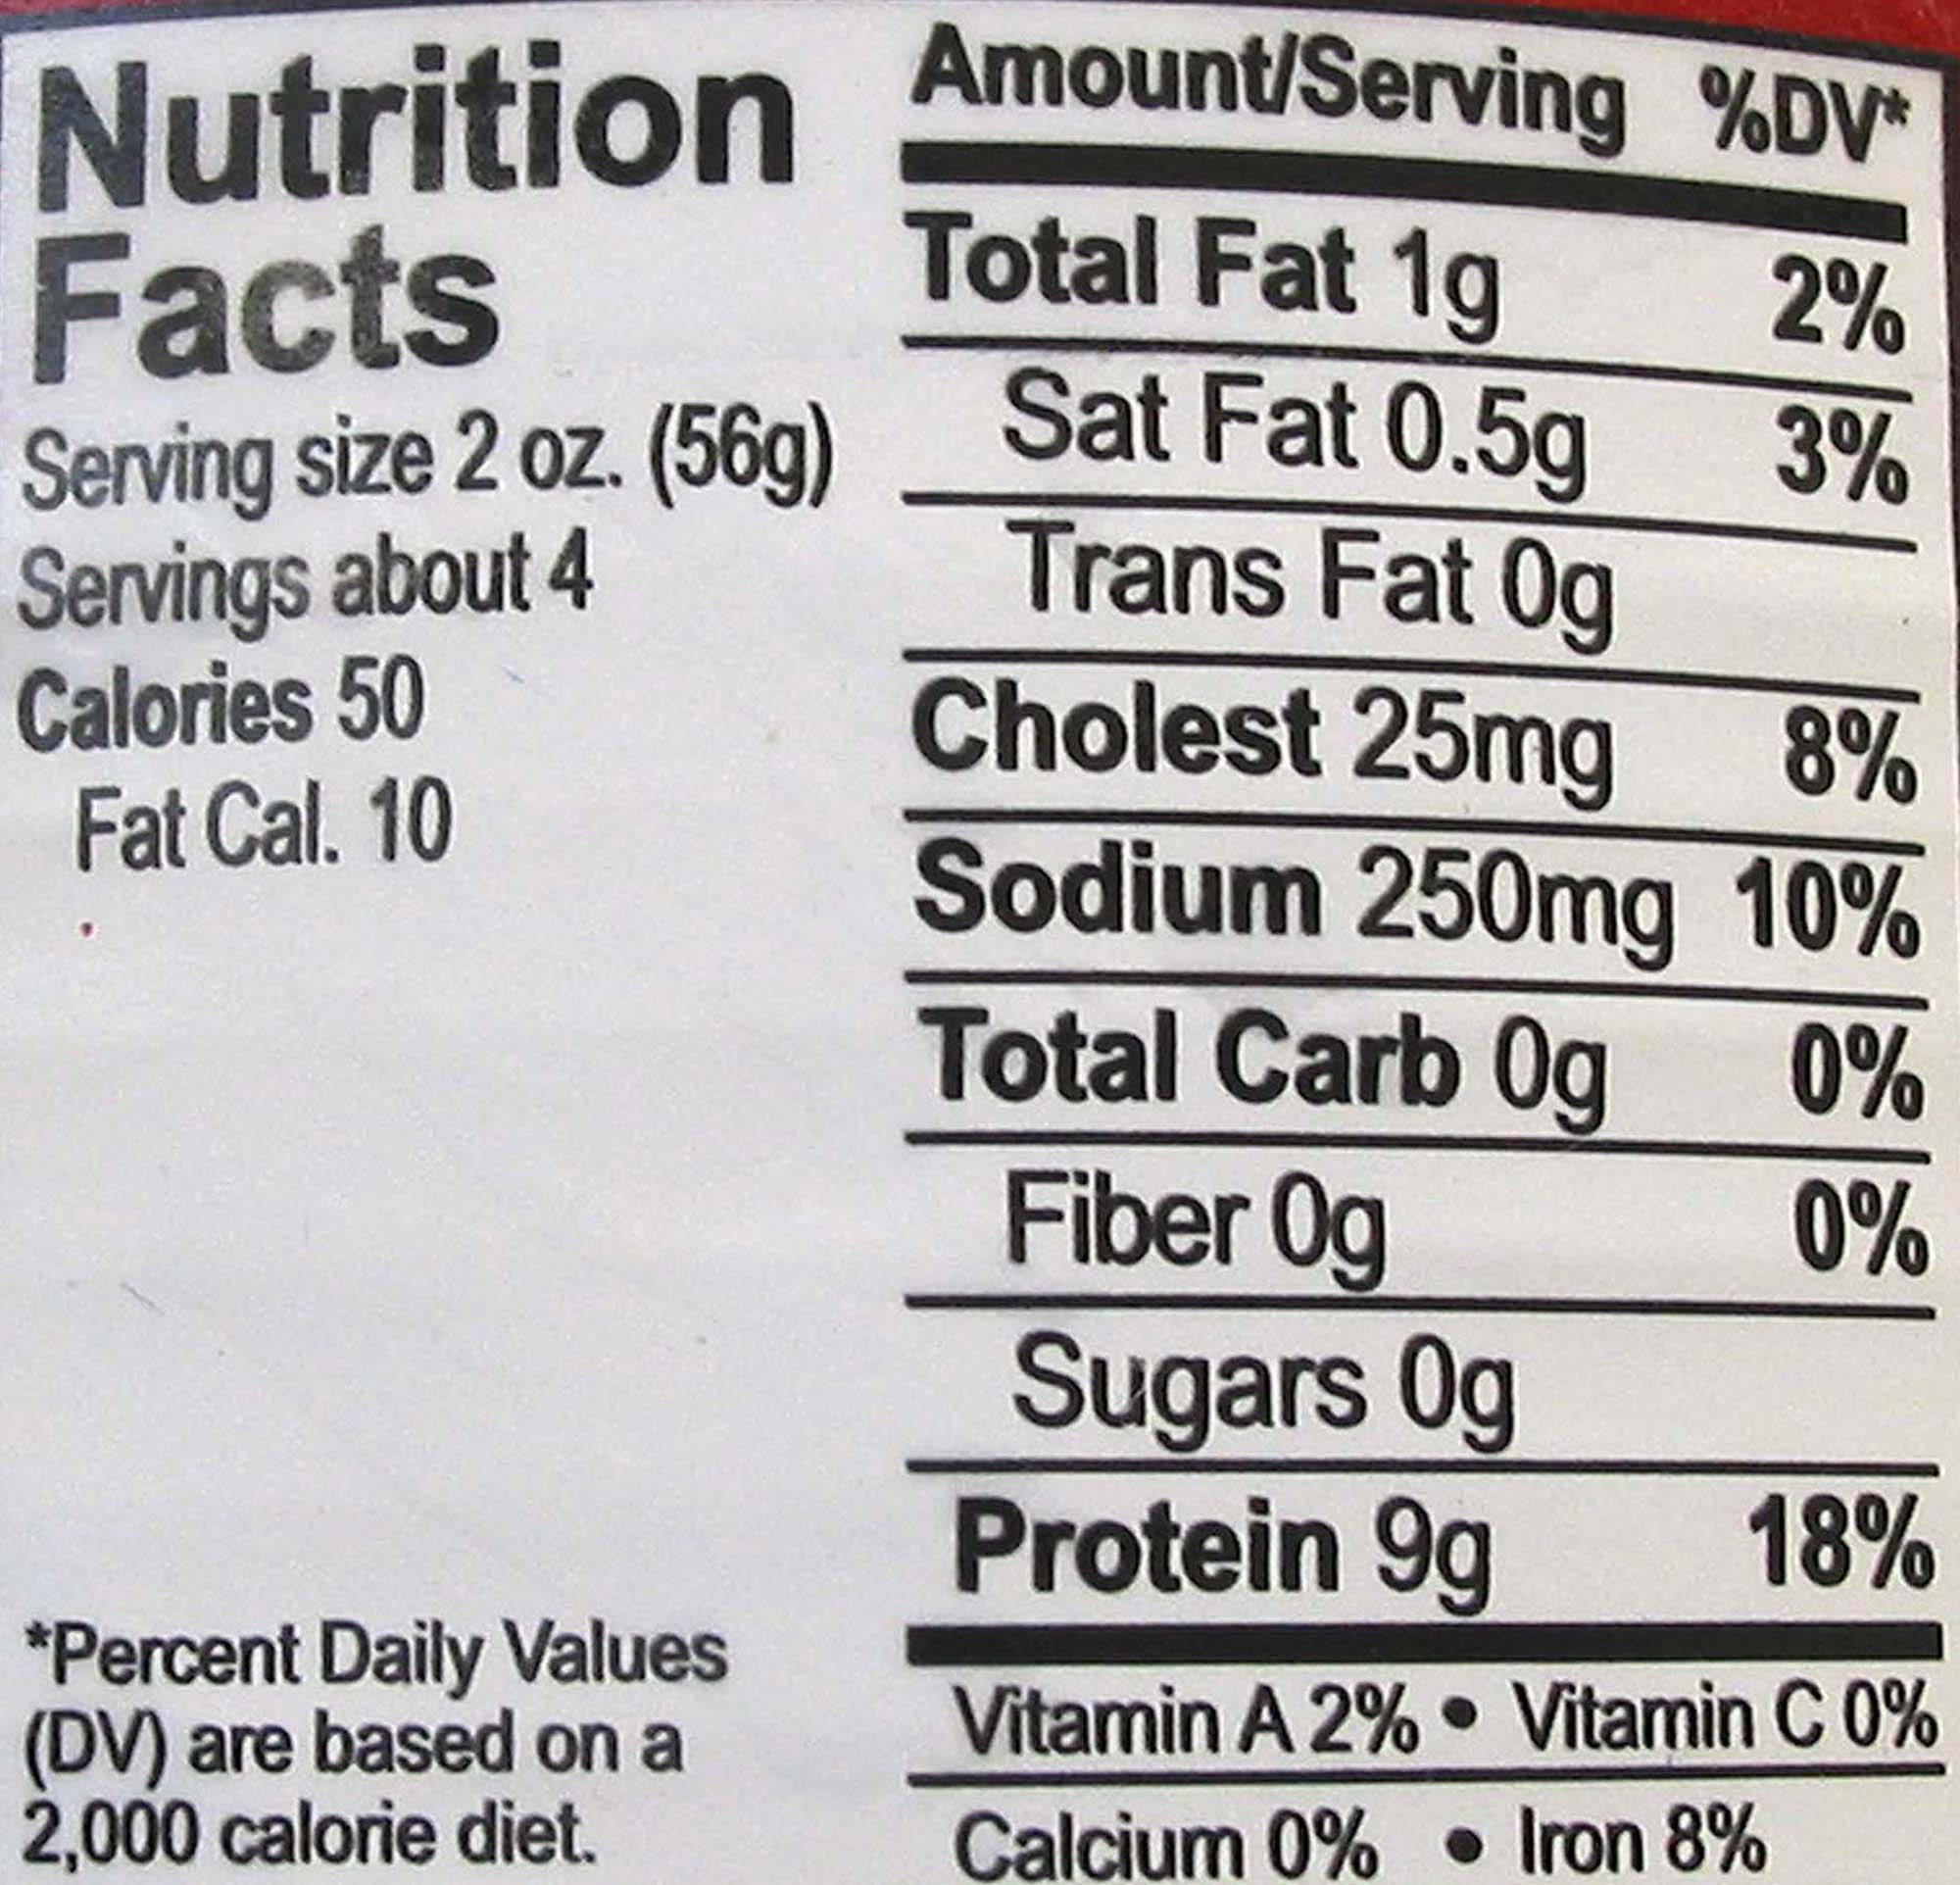 Nutrition
Facts
Serving size 2 oz. (56g)
Servings about 4
Calories 50
Fat Cal. 10
*Percent Daily Values
(DV) are based on a
2,000 calorie diet.
Amount/Serving %DV*
Total Fat 1g 2%
Sat Fat 0.5g 3%
Trans Fat 0g
Cholest 25mg 8%
Sodium 250mg 10%
Total Carb 0g 0%
Fiber 0g 0%
Sugars 0g
Protein 9g 18%
Vitamin A 2% • Vitamin C 0%
Calcium 0% • Iron 8%